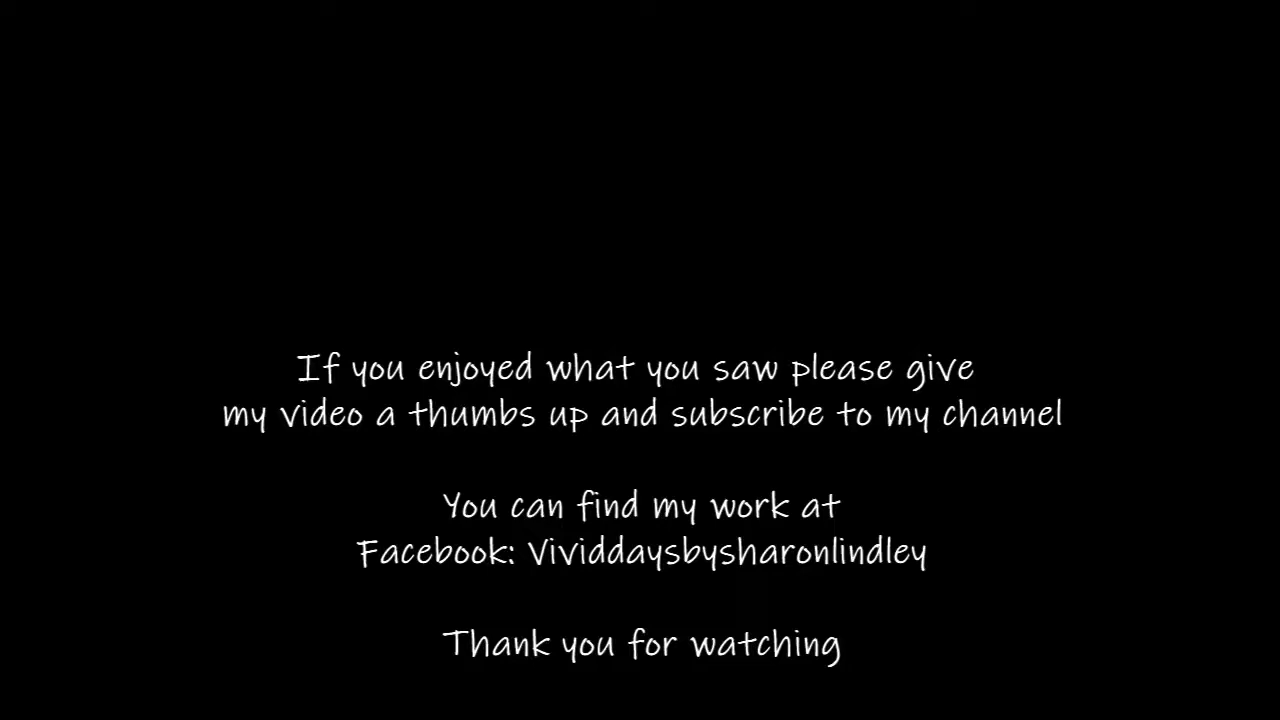 If you enjoyed what you saw please give
my video a thumbs up and subscribe to my channel
You can find my work at
Facebook: Vividdaysbysharonlindley
Thank you for watching